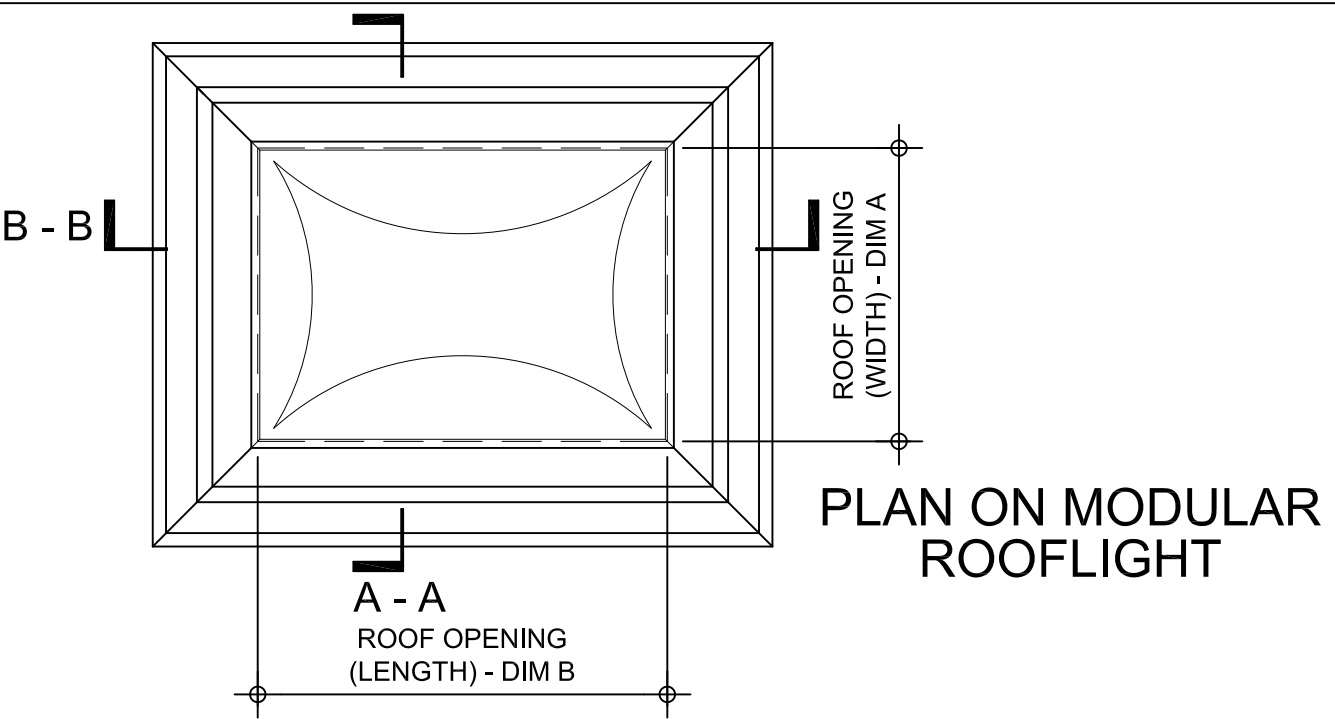 B - B
ROOF OPENING
(WIDTH) - DIM A
PLAN ON MODULAR
ROOFLIGHT
A - A
ROOF OPENING
(LENGTH) - DIM B